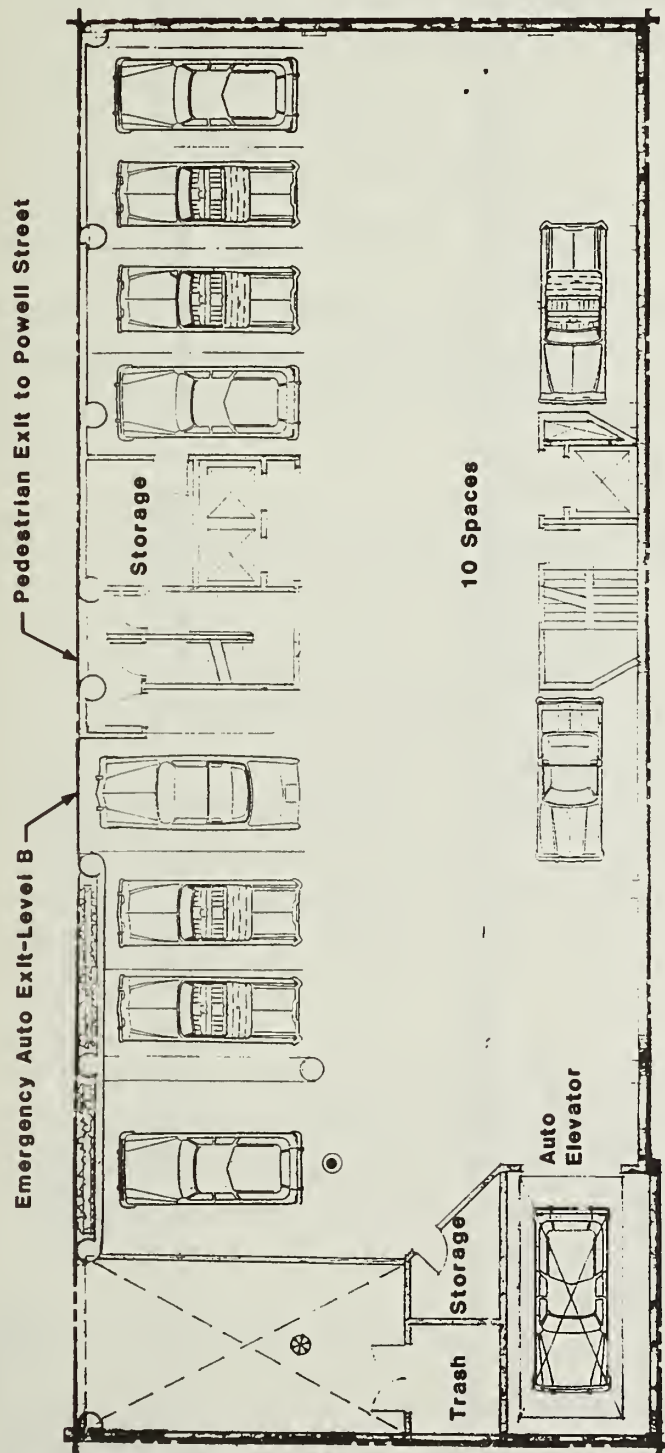 Emergency Auto Exit-Level B
Pedestrian Exit to Powell Street
Storage
10 Spaces
Trash
Storage
Auto
Elevator